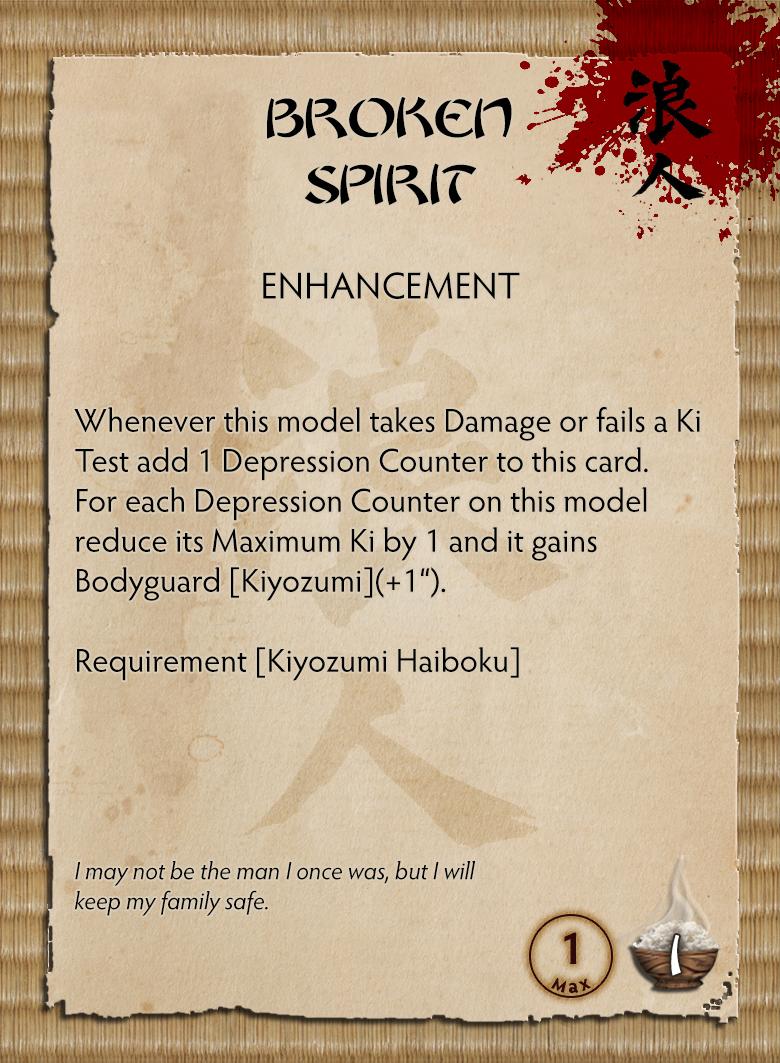 浪
人
BROKEN
SPIRIT
ENHANCEMENT
Whenever this model takes Damage or fails a Ki
Test add 1 Depression Counter to this card.
For each Depression Counter on this model
reduce its Maximum Ki by 1 and it gains
Bodyguard [Kiyozumi](+1").
Requirement [Kiyozumi Haiboku]
I may not be the man I once was, but I will
keep my family safe.
1
Max
1